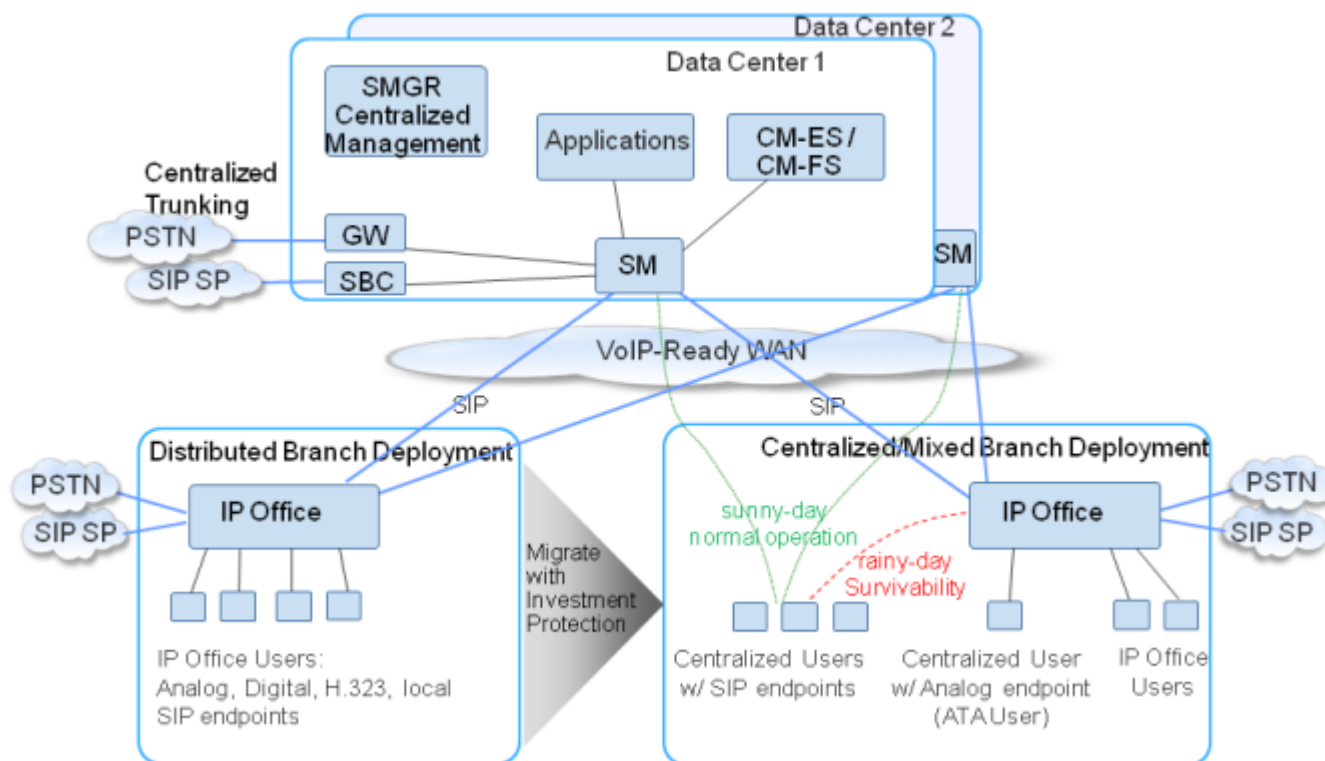 Data Center 2
Data Center 1
SMGR
Centralized
Management
Applications
CM-ES /
CM-FS
Centralized
Trunking
PSTN
GW
SIP SP
SBC
SM
SM
VoIP-Ready WAN
SIP
SIP
Distributed Branch Deployment
PSTN
SIP SP
IP Office
IP Office Users:
Analog, Digital, H.323, local
SIP endpoints
Migrate
with
Investment
Protection
Centralized/Mixed Branch Deployment
sunny-day
normal operation
rainy-day
Survivability
IP Office
PSTN
SIP SP
Centralized Users
w/ SIP endpoints
Centralized User
w/ Analog endpoint
(ATA User)
IP Office
Users